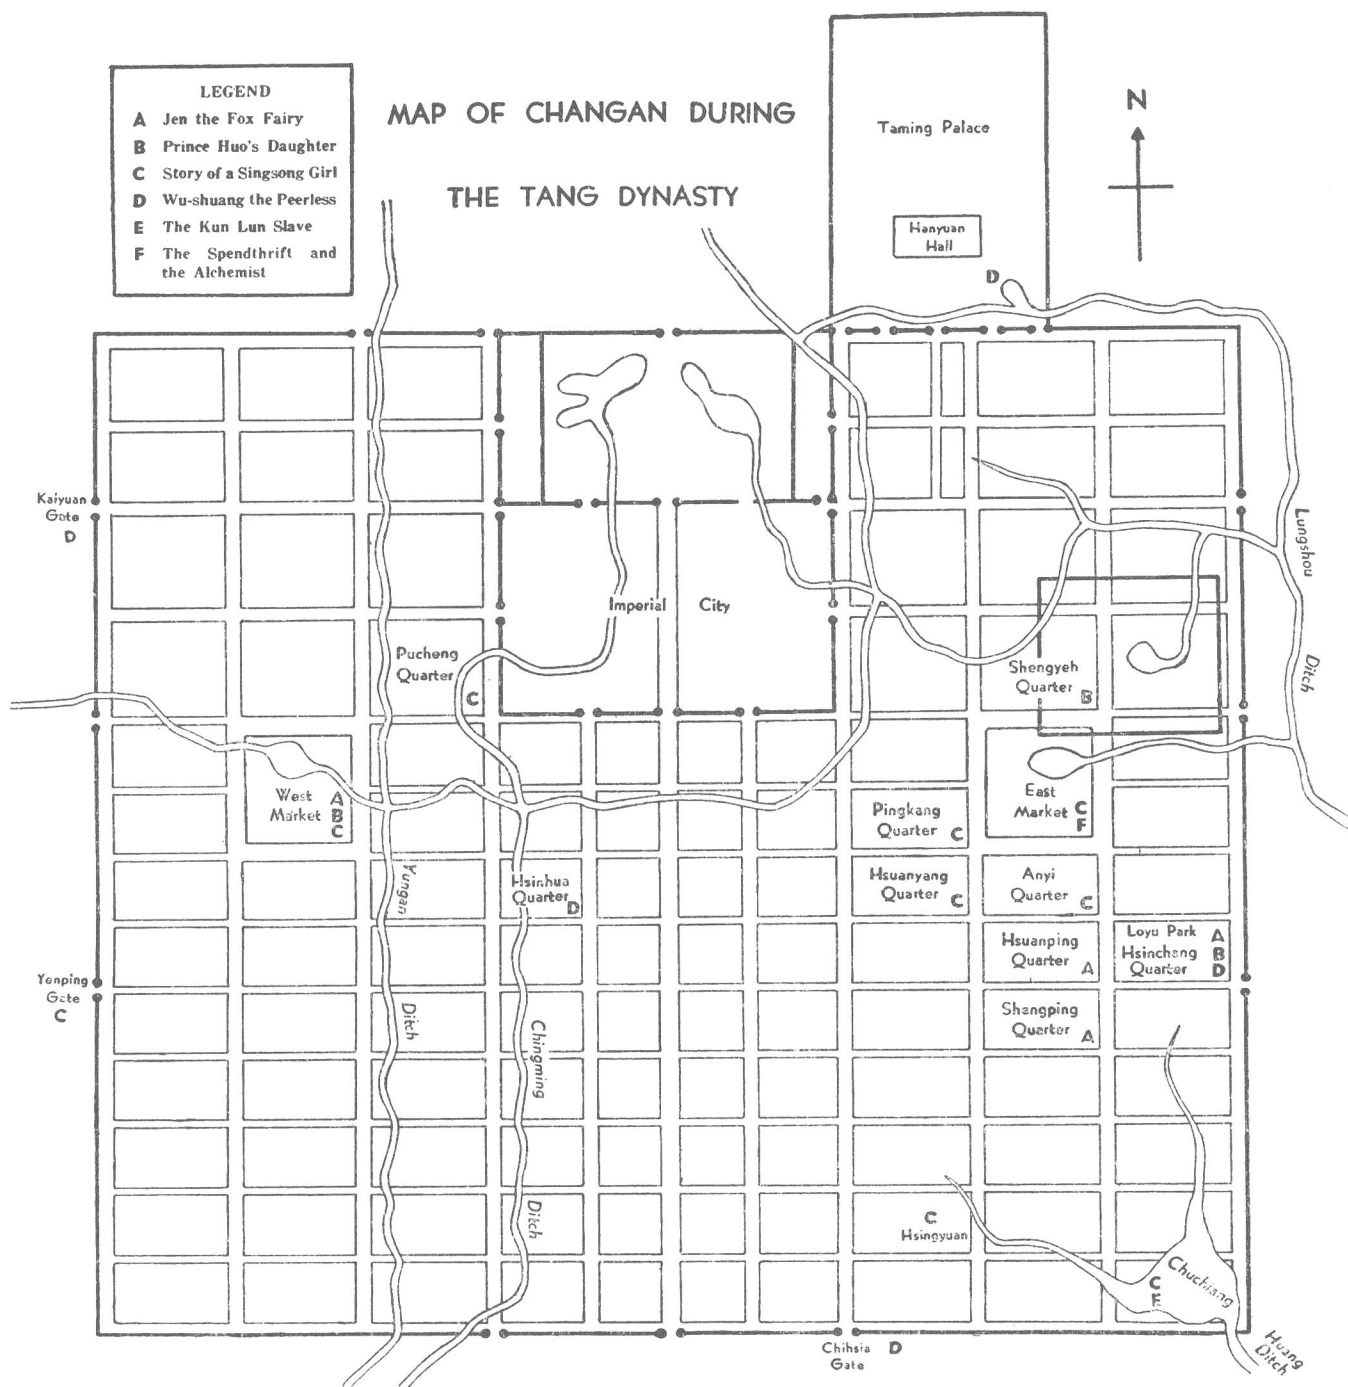 LEGEND
A Jen the Fox Fairy
B Prince Huo's Daughter
C Story of a Singsong Girl
D Wu-shuang the Peerless
E The Kun Lun Slave
F The Spendthrift and
the Alchemist
MAP OF CHANGAN DURING
THE TANG DYNASTY
N
Taming Palace
Hanyuan
Hall
D
Kaiyuan
Gate
D
Lungshou
Ditch
Imperial City
Pucheng
Quarter
C
Shengyeh
Quarter B
West A
Market B
C
East
Market C
F
Pingkang
Quarter C
Yungan
Ditch
Hsinhua
Quarter D
Hsuanyang
Quarter C
Anyi
Quarter C
Hsuanping
Quarter A
Loyu Park A
Hsinchang B
Quarter D
Yenping
Gate
C
Shangping
Quarter A
Chingming
Ditch
C
Hsingyuan
Chuchiang
C
Chihsia D
Gate
Huang
Ditch